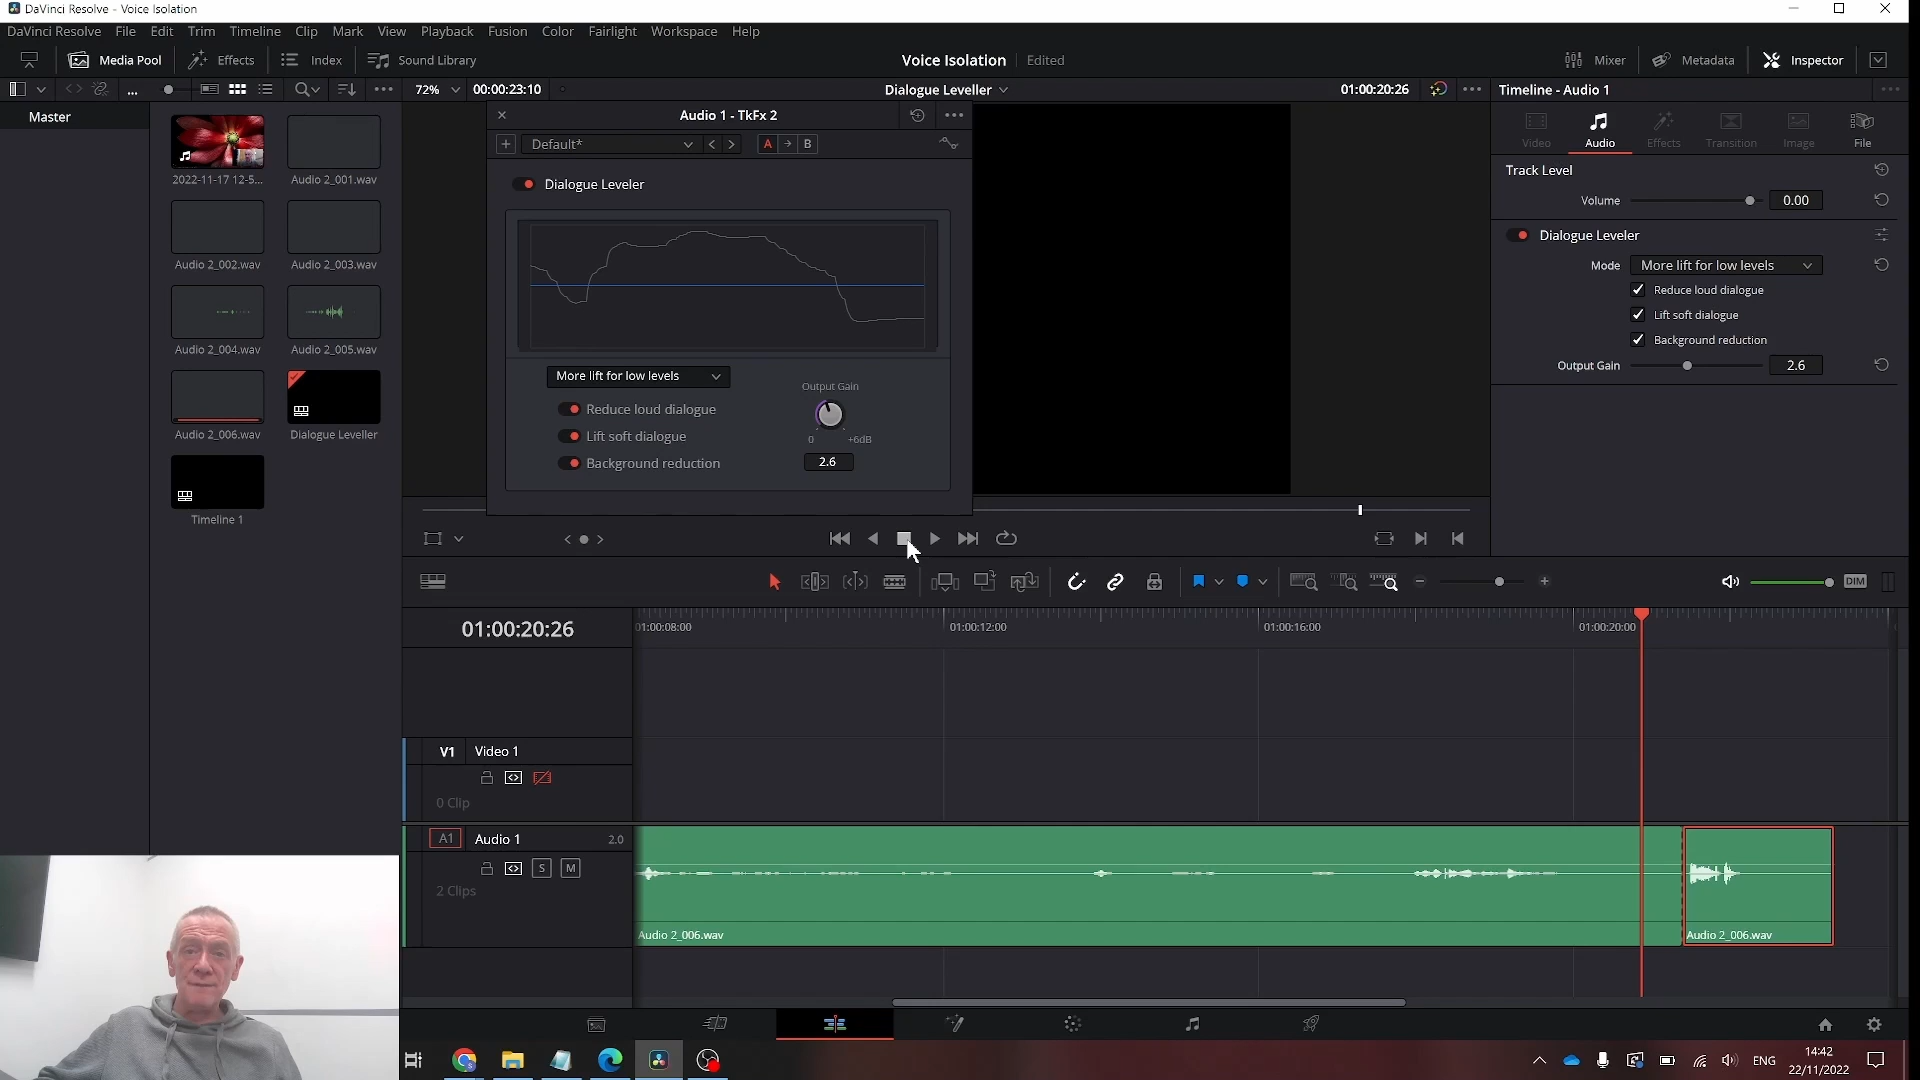 DaVinci Resolve - Voice Isolation
DaVinci Resolve File Edit Trim Timeline Clip Mark View Playback Fusion Color Fairlight Workspace Help
Media Pool Effects Index Sound Library Voice Isolation Edited Mixer Metadata Inspector
... 72% 00:00:23:10 Dialogue Leveller 01:00:20:26 Timeline - Audio 1
Master
2022-11-17 12-5...
Audio 2_001.wav
Audio 2_002.wav
Audio 2_003.wav
Audio 2_004.wav
Audio 2_005.wav
Audio 2_006.wav
Dialogue Leveller
Timeline 1
Audio 1 - TkFx 2
Default* A B
Dialogue Leveler
More lift for low levels
Output Gain
Reduce loud dialogue
Lift soft dialogue
0 +6dB
Background reduction
2.6
Video Audio Effects Transition Image File
Track Level
Volume 0.00
Dialogue Leveler
Mode More lift for low levels
Reduce loud dialogue
Lift soft dialogue
Background reduction
Output Gain 2.6
DIM
01:00:20:26
01:00:08:00 01:00:12:00 01:00:16:00 01:00:20:00
V1 Video 1
0 Clip
A1 Audio 1 2.0
S M
2 Clips
Audio 2_006.wav
Audio 2_006.wav
ENG
14:42
22/11/2022